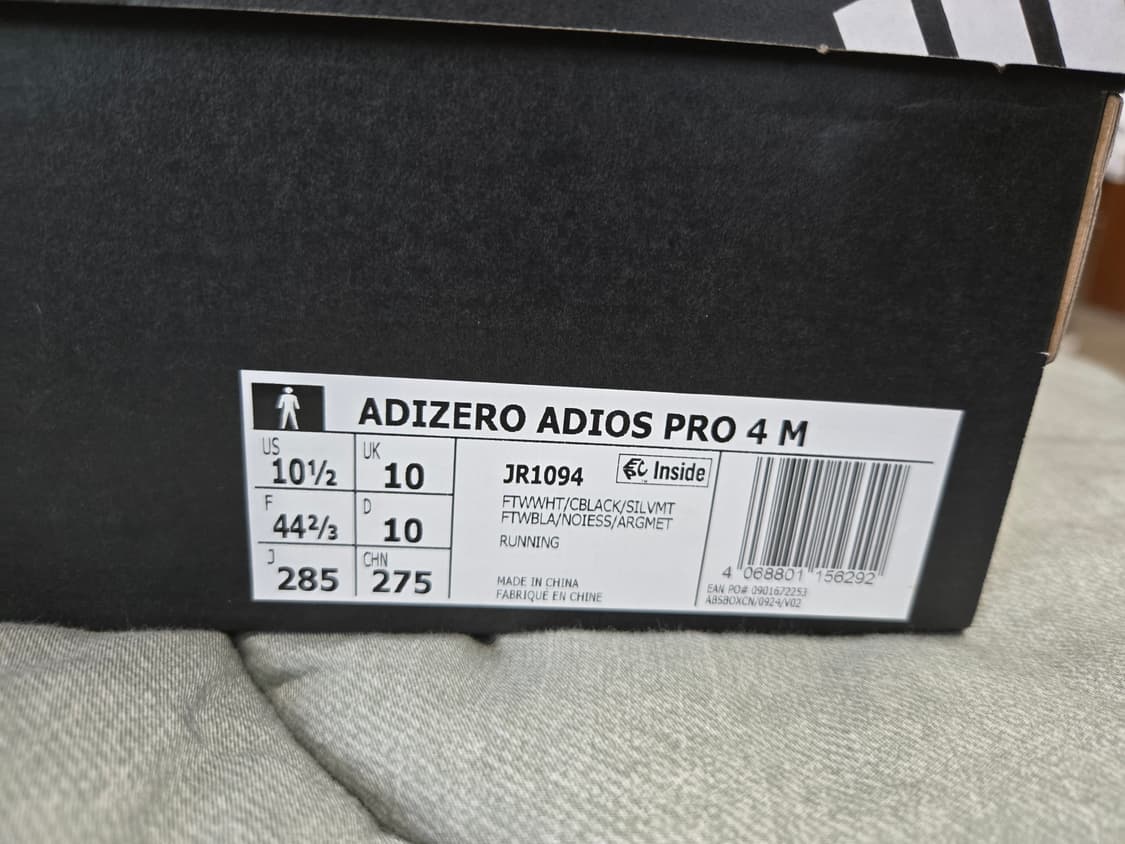 ADIZERO ADIOS PRO 4 M
US
10½
UK
10
F
44⅔
D
10
J
285
CHN
275
JR1094
Inside
FTWWHT/CBLACK/SILVMT
FTWBLA/NOIESS/ARGMET
RUNNING
MADE IN CHINA
FABRIQUÉ EN CHINE
4 068801 156292
EAN PO# 0901672253
ABSBOXCN/0924/V02